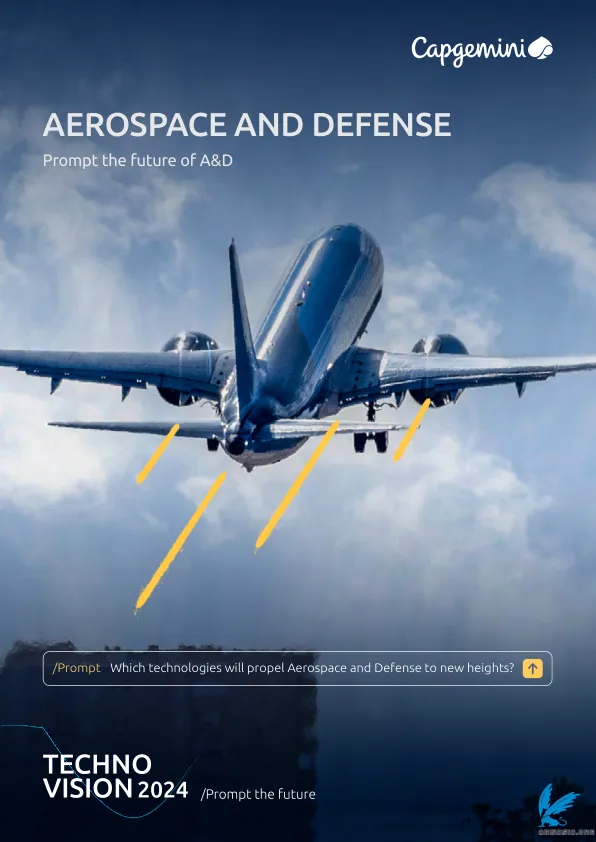 Capgemini
AEROSPACE AND DEFENSE
Prompt the future of A&D
/Prompt Which technologies will propel Aerospace and Defense to new heights?
TECHNO
VISION 2024 /Prompt the future